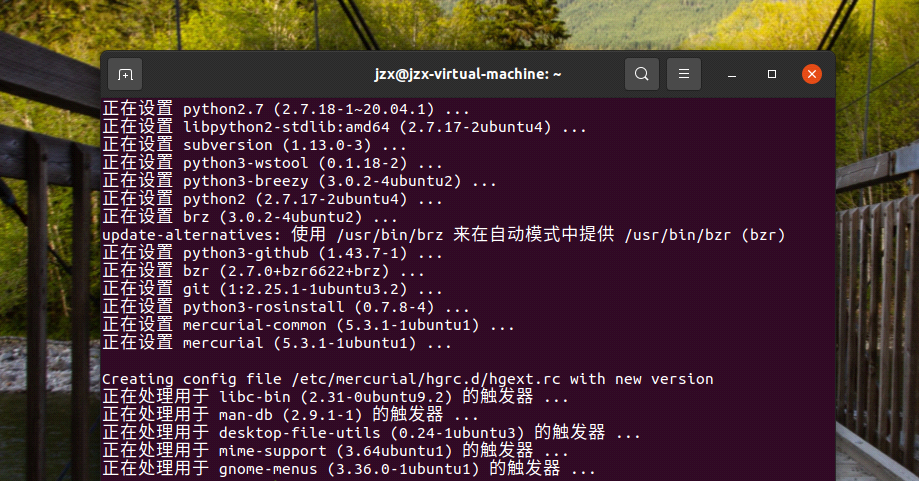 jzx@jzx-virtual-machine: ~
正在设置 python2.7 (2.7.18-1~20.04.1) ...
正在设置 libpython2-stdlib:amd64 (2.7.17-2ubuntu4) ...
正在设置 subversion (1.13.0-3) ...
正在设置 python3-wstool (0.1.18-2) ...
正在设置 python3-breezy (3.0.2-4ubuntu2) ...
正在设置 python2 (2.7.17-2ubuntu4) ...
正在设置 brz (3.0.2-4ubuntu2) ...
update-alternatives: 使用 /usr/bin/brz 来在自动模式中提供 /usr/bin/bzr (bzr)
正在设置 python3-github (1.43.7-1) ...
正在设置 bzr (2.7.0+bzr6622+brz) ...
正在设置 git (1:2.25.1-1ubuntu3.2) ...
正在设置 python3-rosinstall (0.7.8-4) ...
正在设置 mercurial-common (5.3.1-1ubuntu1) ...
正在设置 mercurial (5.3.1-1ubuntu1) ...
Creating config file /etc/mercurial/hgrc.d/hgext.rc with new version
正在处理用于 libc-bin (2.31-0ubuntu9.2) 的触发器 ...
正在处理用于 man-db (2.9.1-1) 的触发器 ...
正在处理用于 desktop-file-utils (0.24-1ubuntu3) 的触发器 ...
正在处理用于 mime-support (3.64ubuntu1) 的触发器 ...
正在处理用于 gnome-menus (3.36.0-1ubuntu1) 的触发器 ...